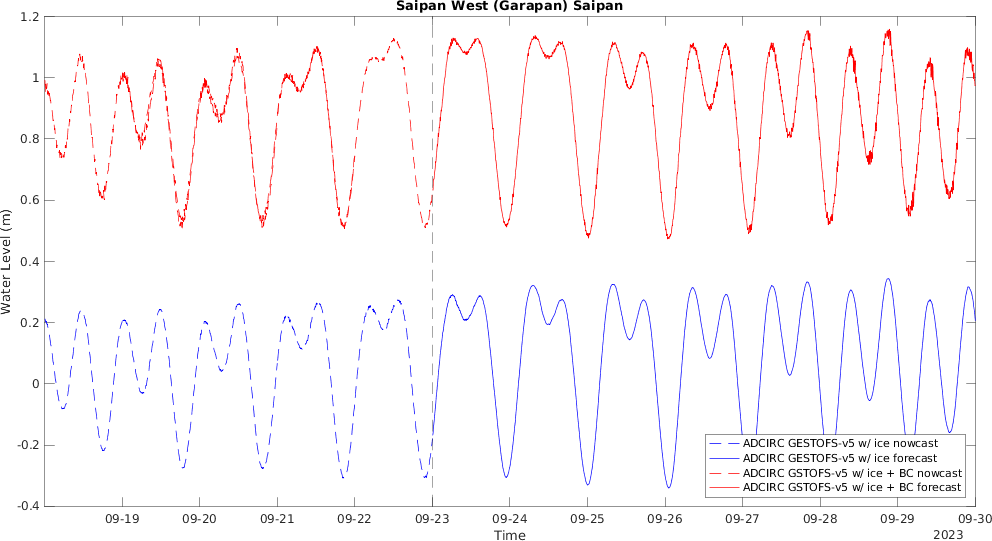 Saipan West (Garapan) Saipan
1.2
1
0.8
0.6
0.4
0.2
0
-0.2
-0.4
Water Level (m)
ADCIRC GESTOFS-v5 w/ ice nowcast
ADCIRC GESTOFS-v5 w/ ice forecast
ADCIRC GSTOFS-v5 w/ ice + BC nowcast
ADCIRC GSTOFS-v5 w/ ice + BC forecast
09-19 09-20 09-21 09-22 09-23 09-24 09-25 09-26 09-27 09-28 09-29 09-30
Time
2023